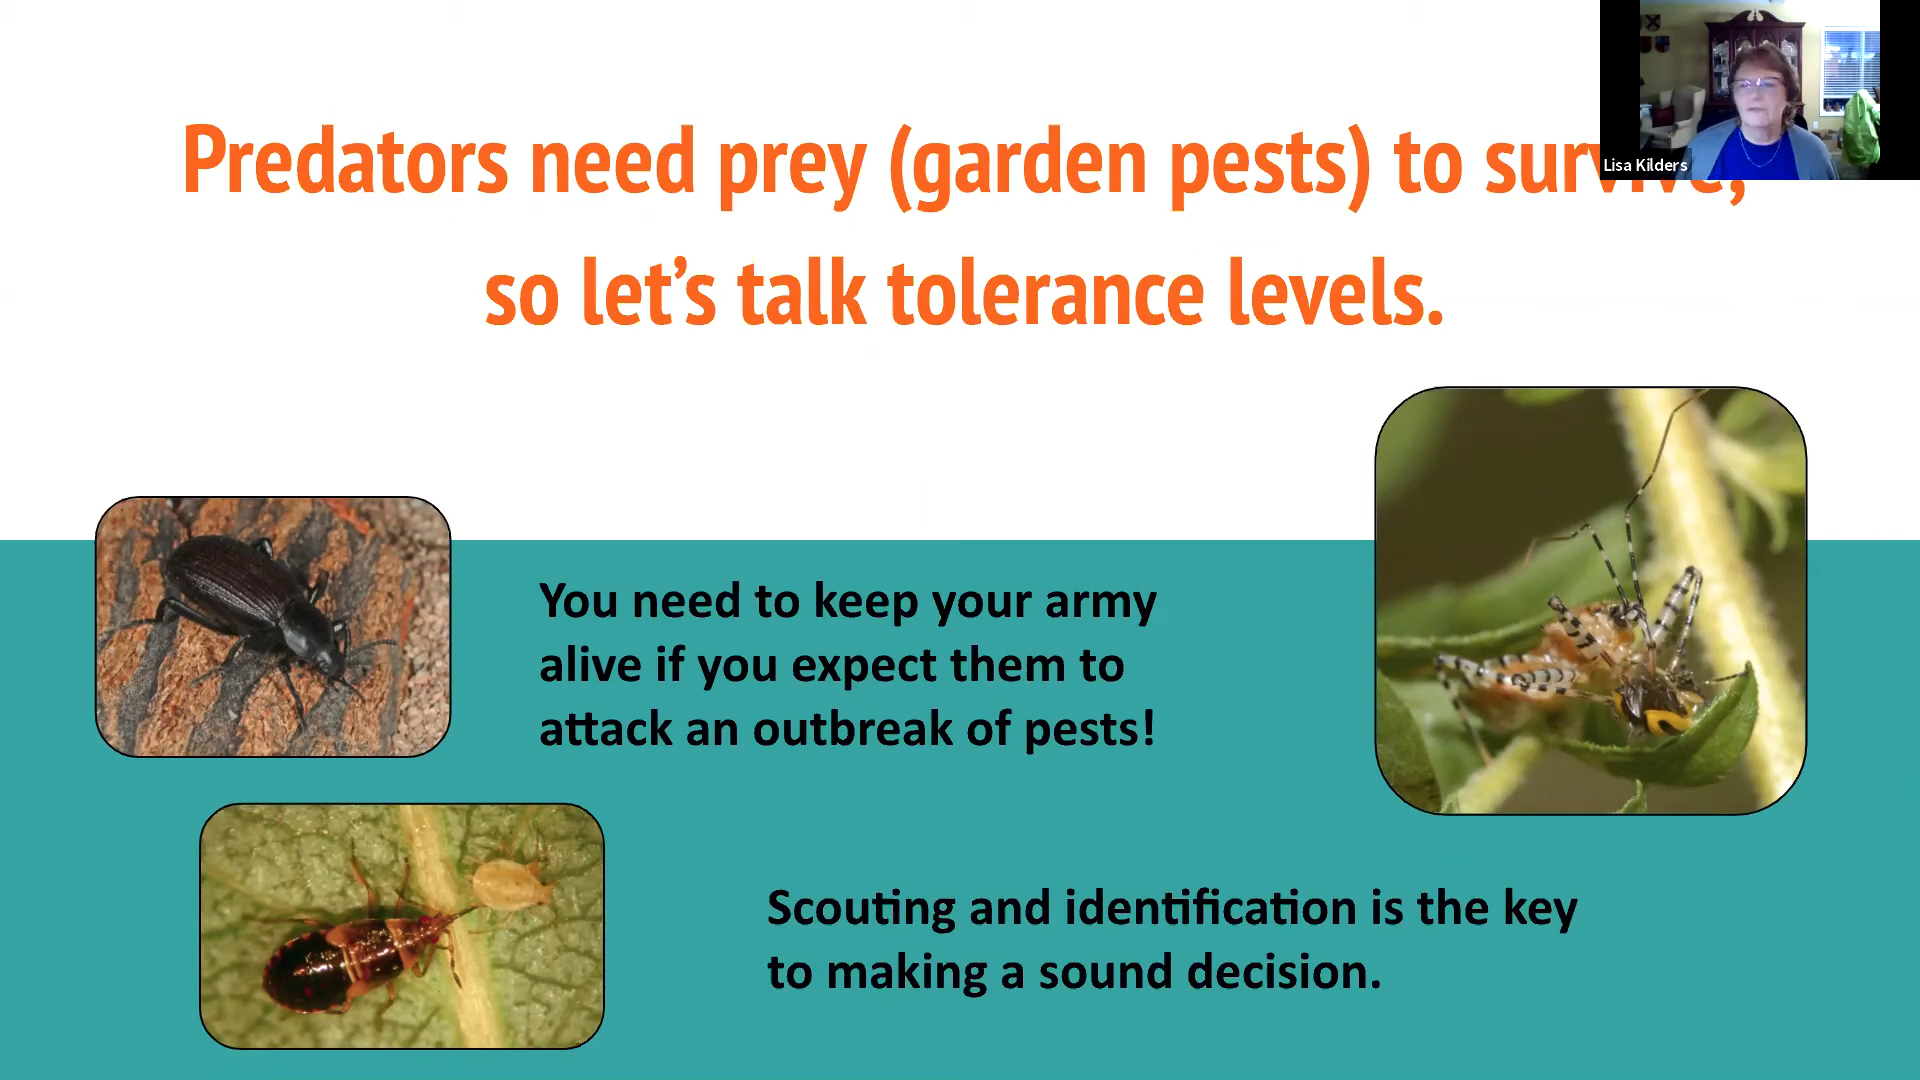 Predators need prey (garden pests) to survive,
so let's talk tolerance levels.
Lisa Kilders
You need to keep your army
alive if you expect them to
attack an outbreak of pests!
Scouting and identification is the key
to making a sound decision.